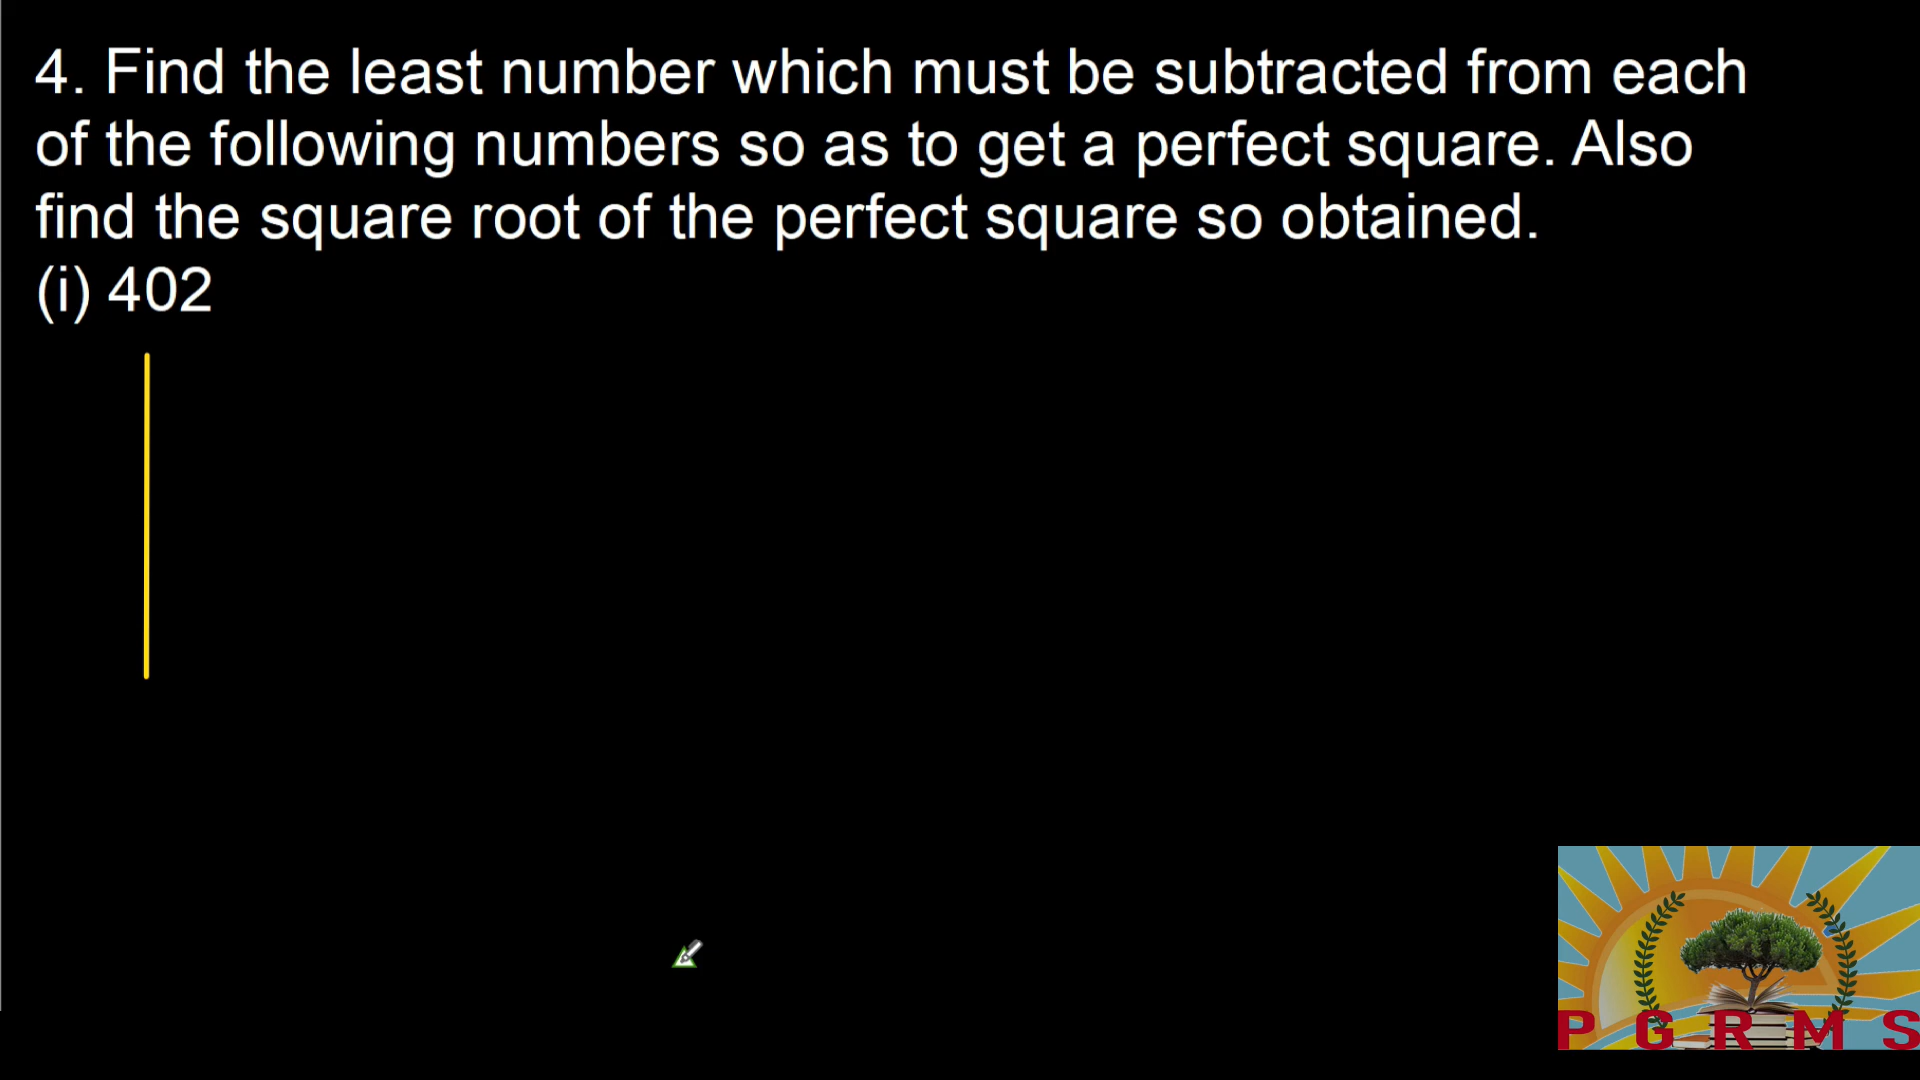 4. Find the least number which must be subtracted from each
of the following numbers so as to get a perfect square. Also
find the square root of the perfect square so obtained.
(i) 402
P G R M S